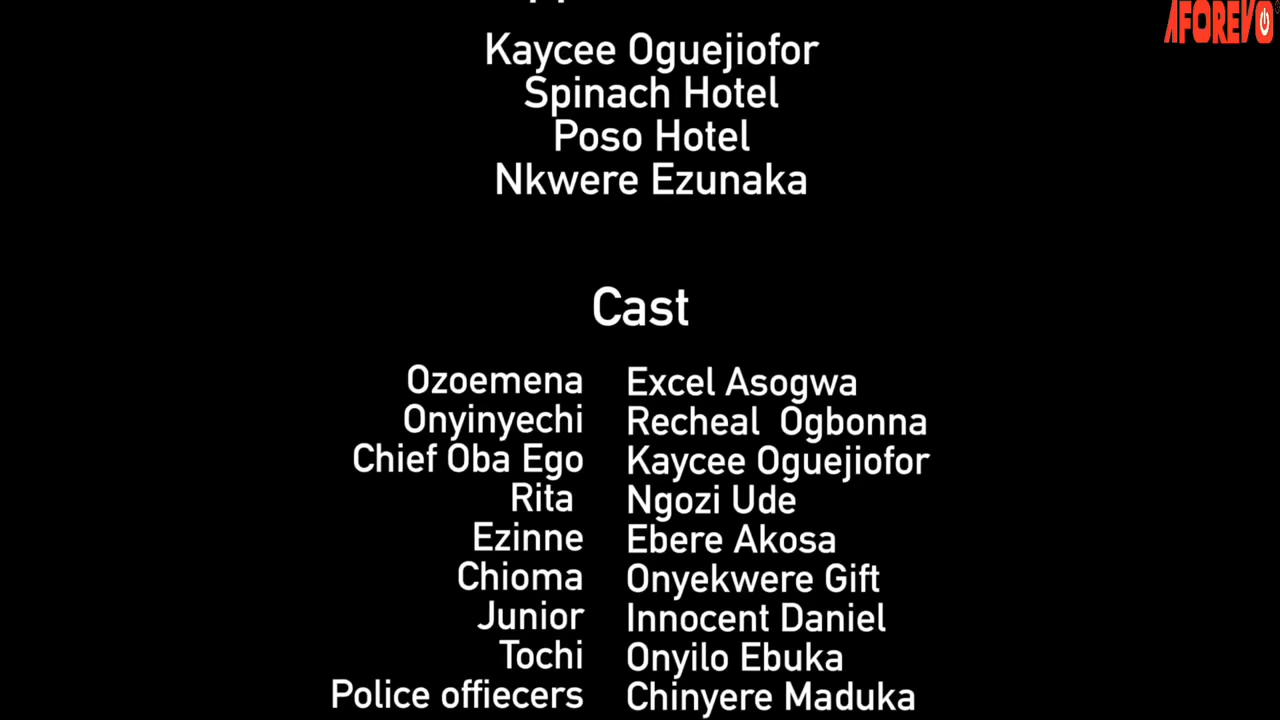 AFOREVO
Kaycee Oguejiofor
Spinach Hotel
Poso Hotel
Nkwere Ezunaka
Cast
Ozoemena Excel Asogwa
Onyinyechi Recheal Ogbonna
Chief Oba Ego Kaycee Oguejiofor
Rita Ngozi Ude
Ezinne Ebere Akosa
Chioma Onyekwere Gift
Junior Innocent Daniel
Tochi Onyilo Ebuka
Police offiecers Chinyere Maduka